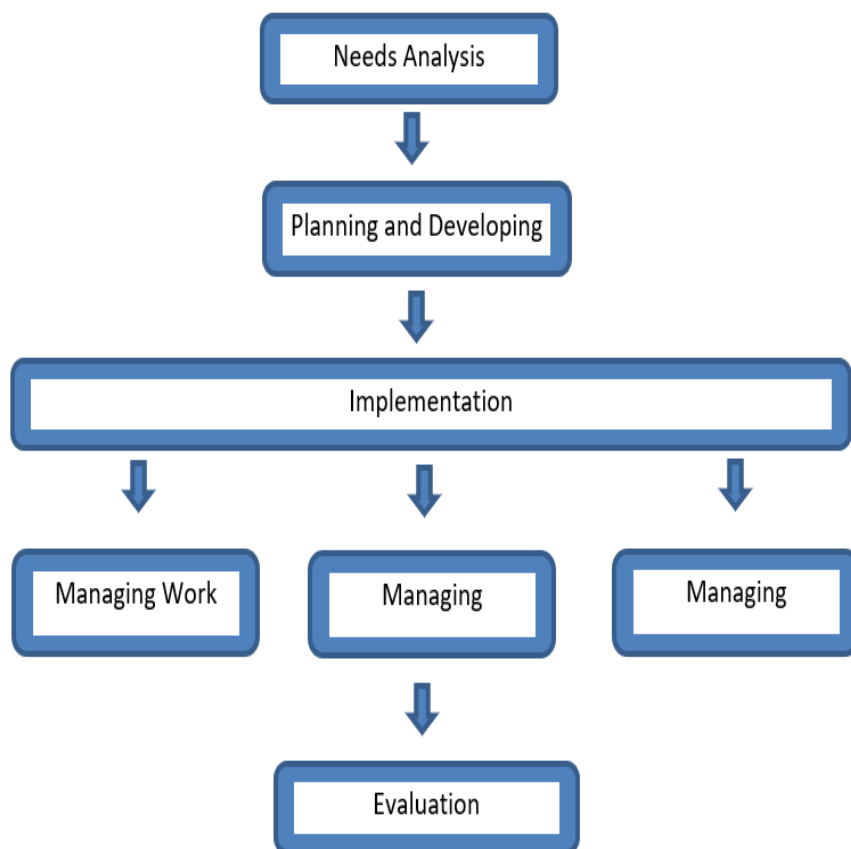 Needs Analysis
Planning and Developing
Implementation
Managing Work
Managing
Managing
Evaluation